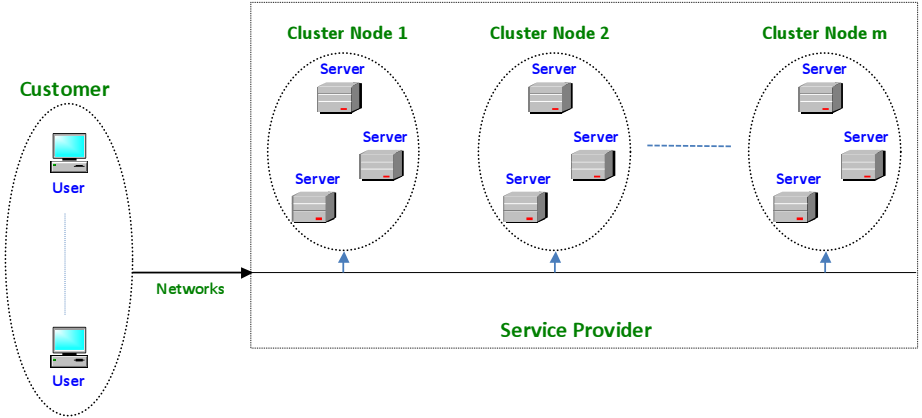 Cluster Node 1
Cluster Node 2
Cluster Node m
Customer
Server
Server
Server
Server
Server
Server
Server
Server
Server
User
User
Networks
Service Provider